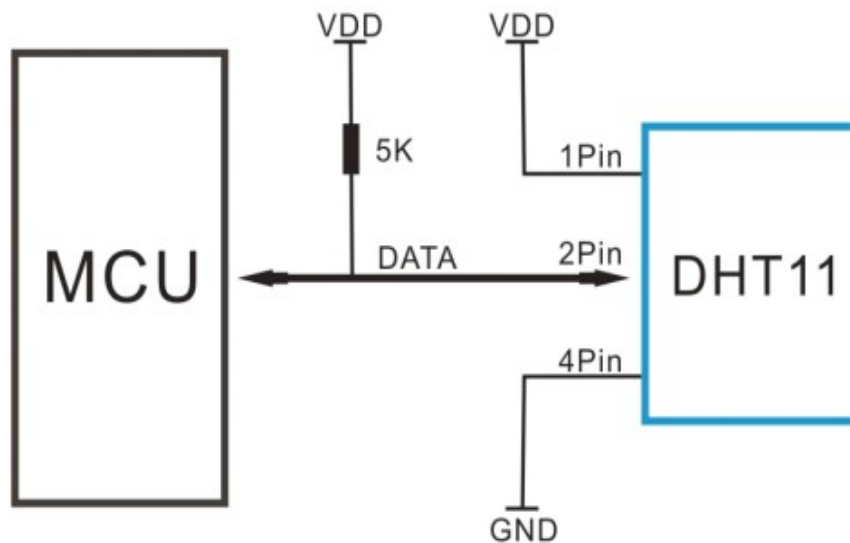 VDD
VDD
5K
1Pin
MCU
DATA
2Pin
DHT11
4Pin
GND